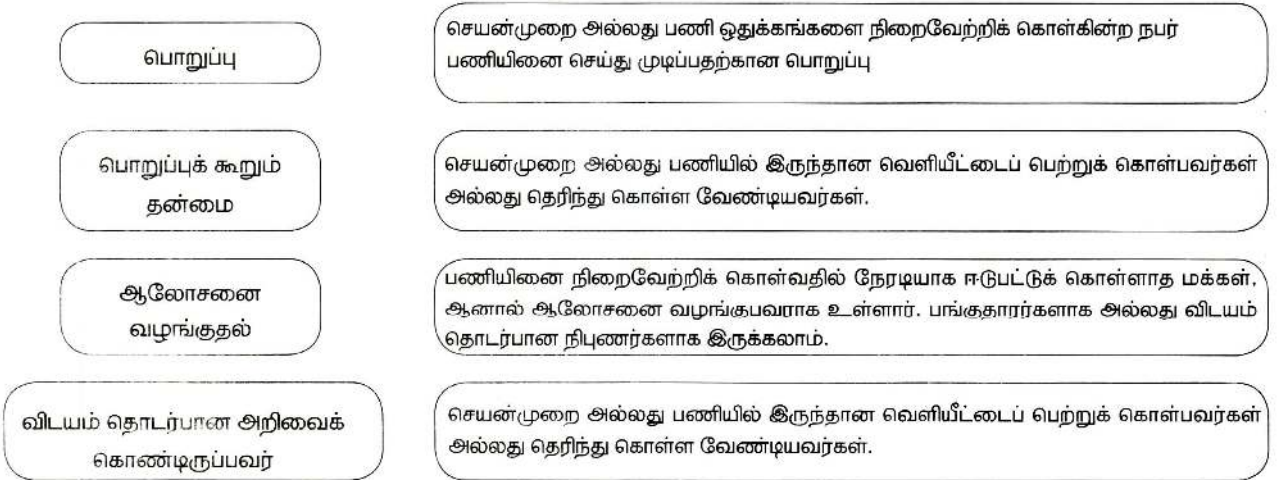 பொறுப்பு
செயன்முறை அல்லது பணி ஒதுக்கங்களை நிறைவேற்றிக் கொள்கின்ற நபர்
பணியினை செய்து முடிப்பதற்கான பொறுப்பு
பொறுப்புக் கூறும்
தன்மை
செயன்முறை அல்லது பணியில் இருந்தான வெளியீட்டைப் பெற்றுக் கொள்பவர்கள்
அல்லது தெரிந்து கொள்ள வேண்டியவர்கள்.
ஆலோசனை
வழங்குதல்
பணியினை நிறைவேற்றிக் கொள்வதில் நேரடியாக ஈடுபட்டுக் கொள்ளாத மக்கள்,
ஆனால் ஆலோசனை வழங்குபவராக உள்ளார். பங்குதாரர்களாக அல்லது விடயம்
தொடர்பான நிபுணர்களாக இருக்கலாம்.
விடயம் தொடர்பான அறிவைக்
கொண்டிருப்பவர்
செயன்முறை அல்லது பணியில் இருந்தான வெளியீட்டைப் பெற்றுக் கொள்பவர்கள்
அல்லது தெரிந்து கொள்ள வேண்டியவர்கள்.